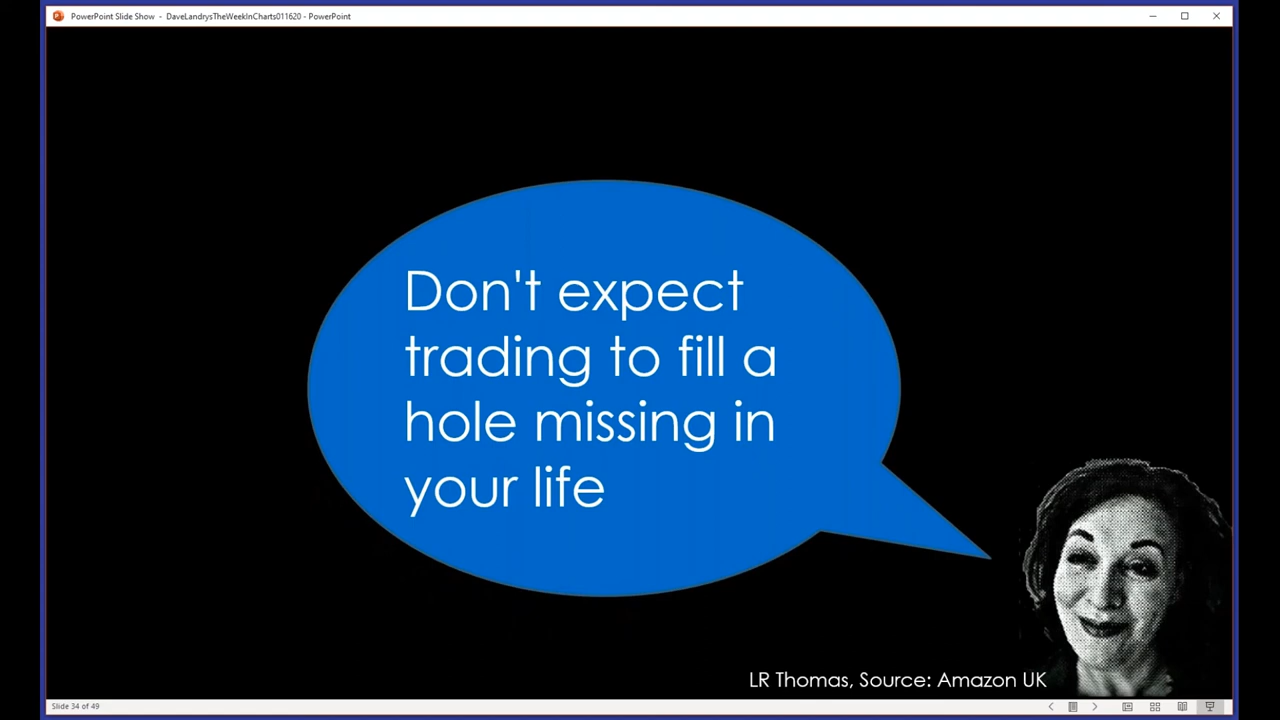 PowerPoint Slide Show - DaveLandrysTheWeekInCharts011620 - PowerPoint
Don't expect
trading to fill a
hole missing in
your life
LR Thomas, Source: Amazon UK
Slide 34 of 49